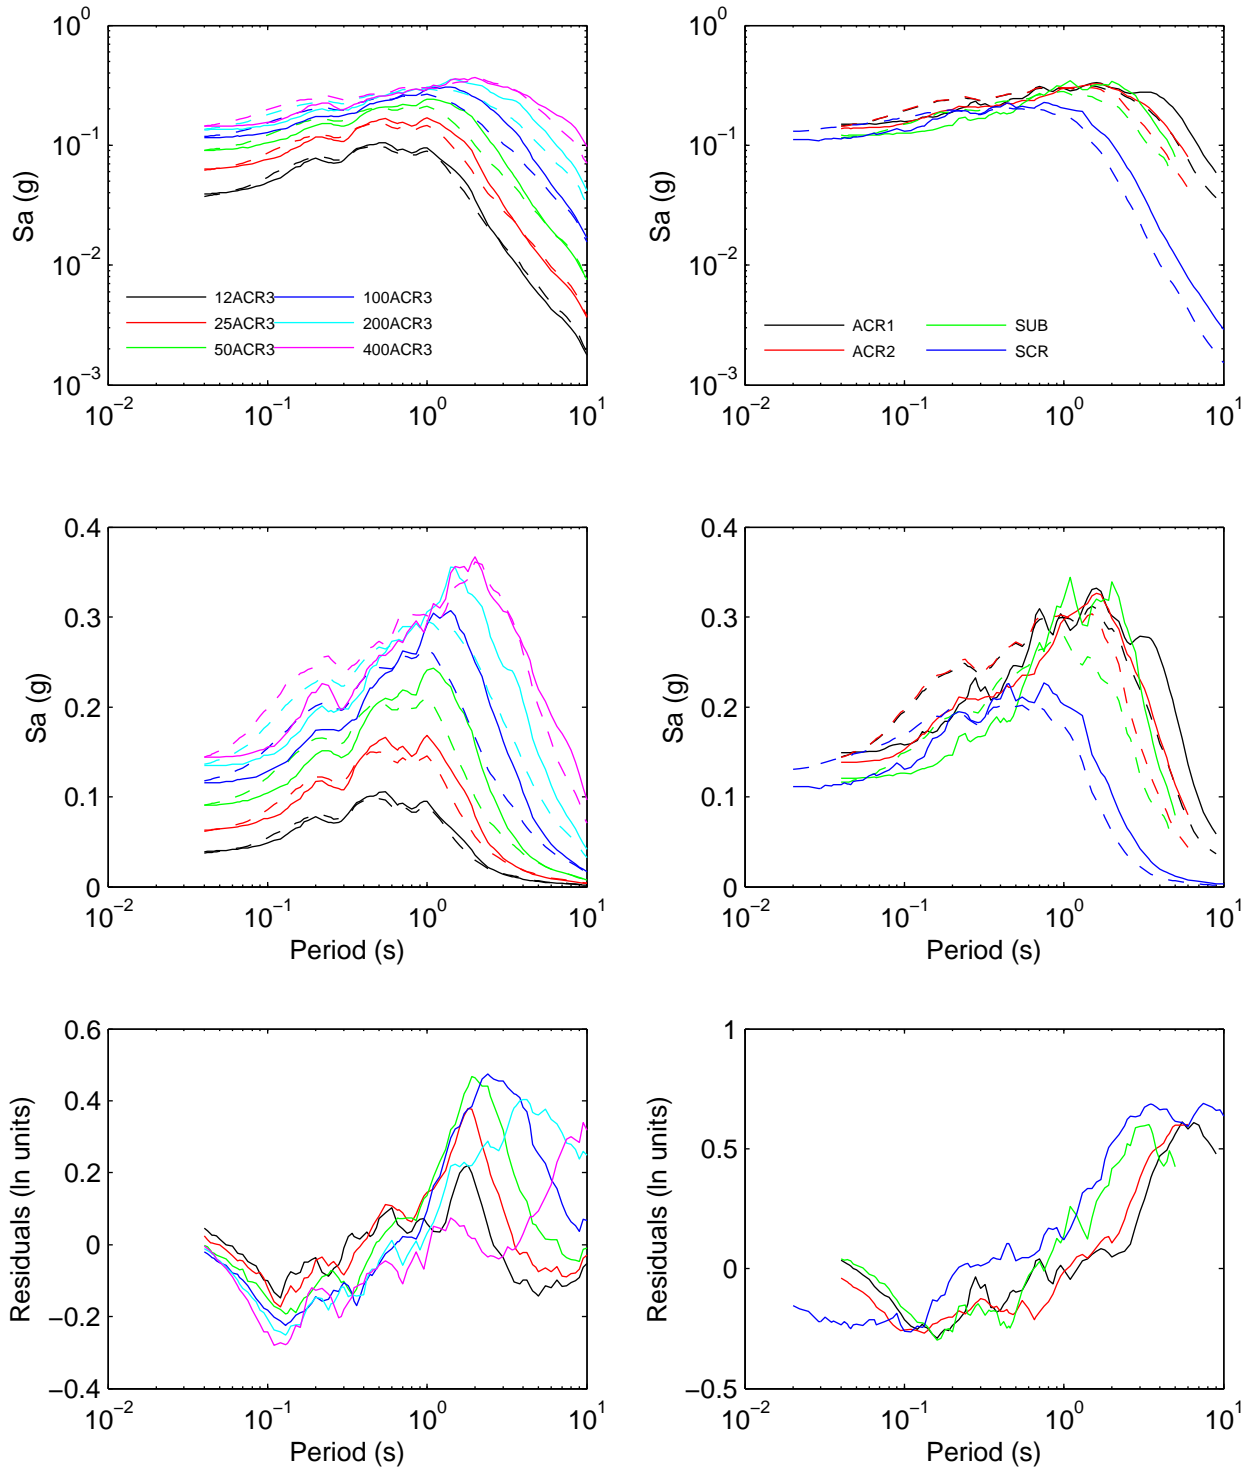 10^0
10^−1
10^−2
10^−3
Sa (g)
12ACR3
25ACR3
50ACR3
100ACR3
200ACR3
400ACR3
10^−2
10^−1
10^0
10^1
10^0
10^−1
10^−2
10^−3
Sa (g)
ACR1
ACR2
SUB
SCR
10^−2
10^−1
10^0
10^1
0.4
0.3
0.2
0.1
0
Sa (g)
10^−2
10^−1
10^0
10^1
Period (s)
0.4
0.3
0.2
0.1
0
Sa (g)
10^−2
10^−1
10^0
10^1
Period (s)
0.6
0.4
0.2
0
−0.2
−0.4
Residuals (ln units)
10^−2
10^−1
10^0
10^1
Period (s)
1
0.5
0
−0.5
Residuals (ln units)
10^−2
10^−1
10^0
10^1
Period (s)